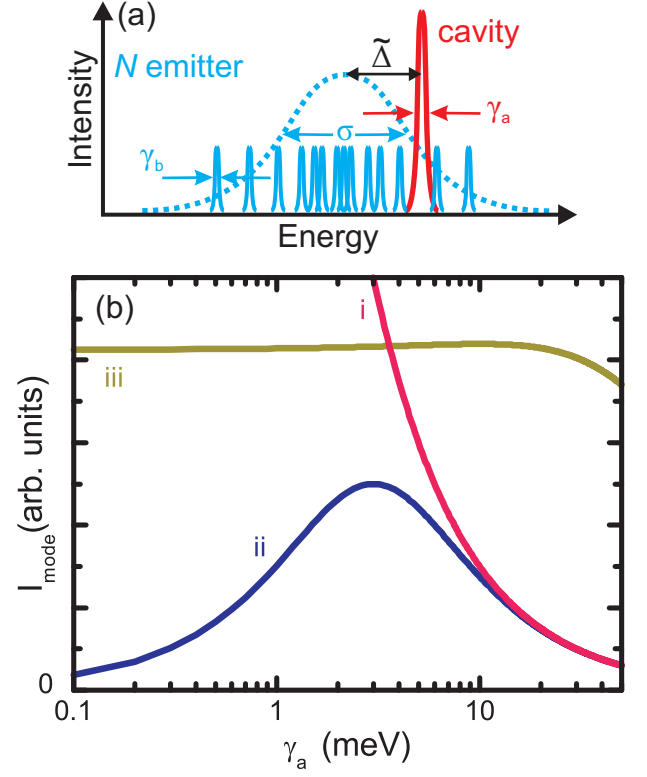 (a)
Intensity
N emitter
Δ̃
cavity
γa
σ
γb
Energy
(b)
i
iii
ii
Imode(arb. units)
0
0.1
1
10
γa (meV)